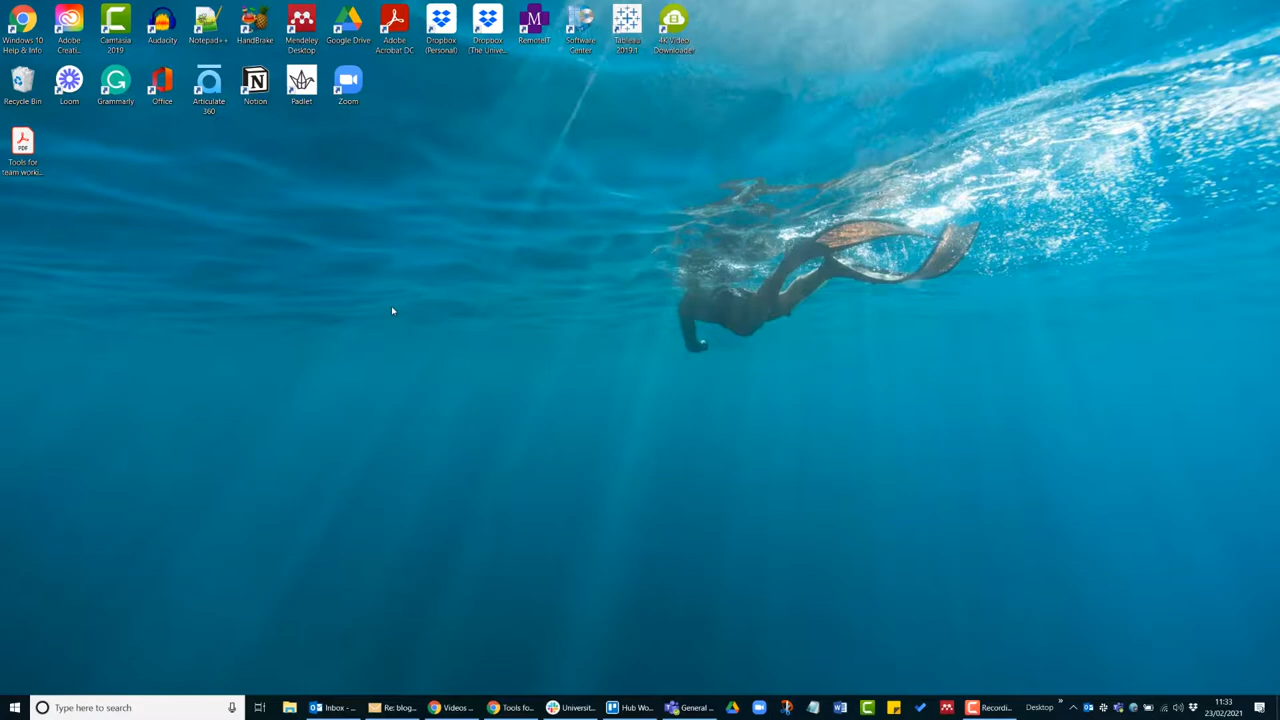 Windows 10
Help & Info
Adobe
Creati...
Camtasia
2019
Audacity
Notepad++
HandBrake
Mendeley
Desktop
Google Drive
Adobe
Acrobat DC
Dropbox
(Personal)
Dropbox
(The Unive...
RemoteIT
Software
Center
Tableau
2019.1
4K Video
Downloader
Recycle Bin
Loom
Grammarly
Office
Articulate
360
Notion
Padlet
Zoom
PDF
Tools for
team worki...
Type here to search
Inbox - ...
Re: blog...
Videos ...
Tools fo...
Universit...
Hub Wo...
General ...
Recordi...
Desktop
11:33
23/02/2021